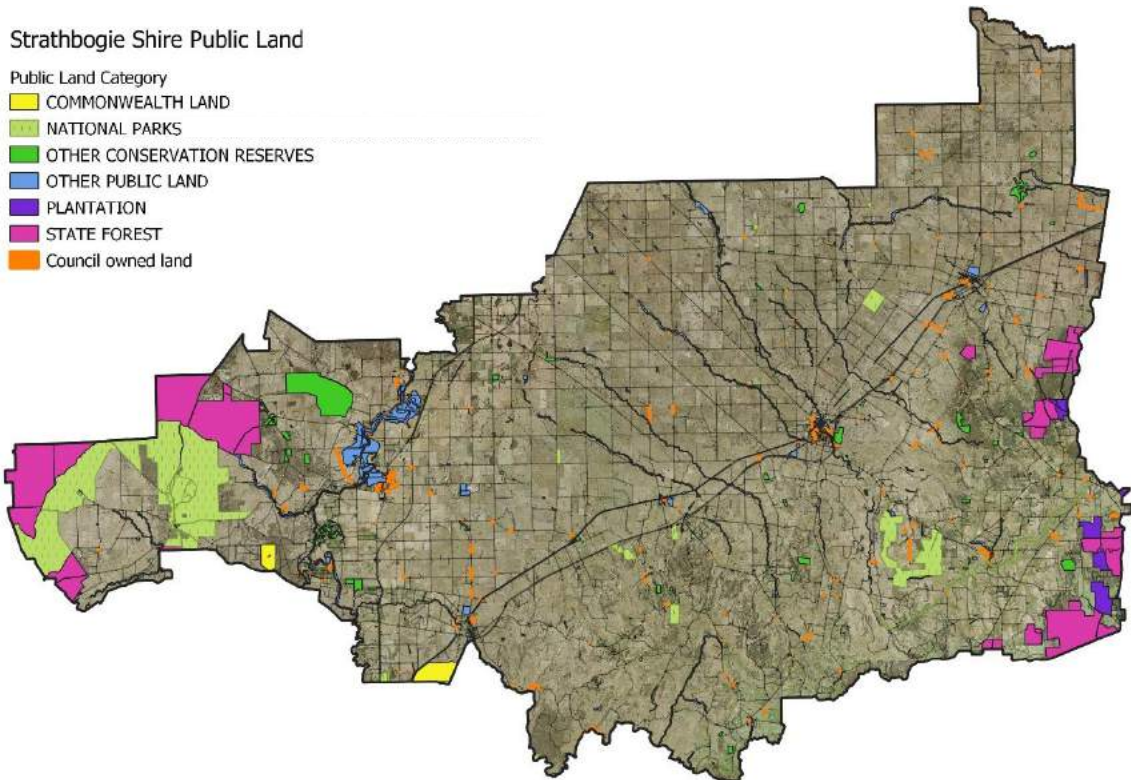 Strathbogie Shire Public Land
Public Land Category
COMMONWEALTH LAND
NATIONAL PARKS
OTHER CONSERVATION RESERVES
OTHER PUBLIC LAND
PLANTATION
STATE FOREST
Council owned land